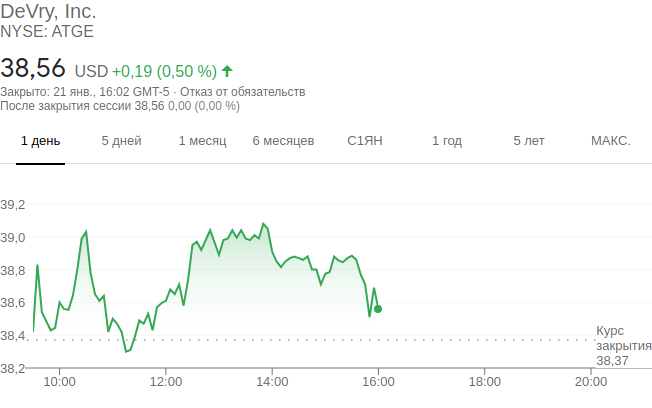 DeVry, Inc.
NYSE: ATGE
38,56 USD +0,19 (0,50 %)
Закрыто: 21 янв., 16:02 GMT-5 · Отказ от обязательств
После закрытия сессии 38,56 0,00 (0,00 %)
1 день 5 дней 1 месяц 6 месяцев С1ЯН 1 год 5 лет МАКС.
39,2
39,0
38,8
38,6
38,4
38,2
Курс
закрытия
38,37
10:00 12:00 14:00 16:00 18:00 20:00